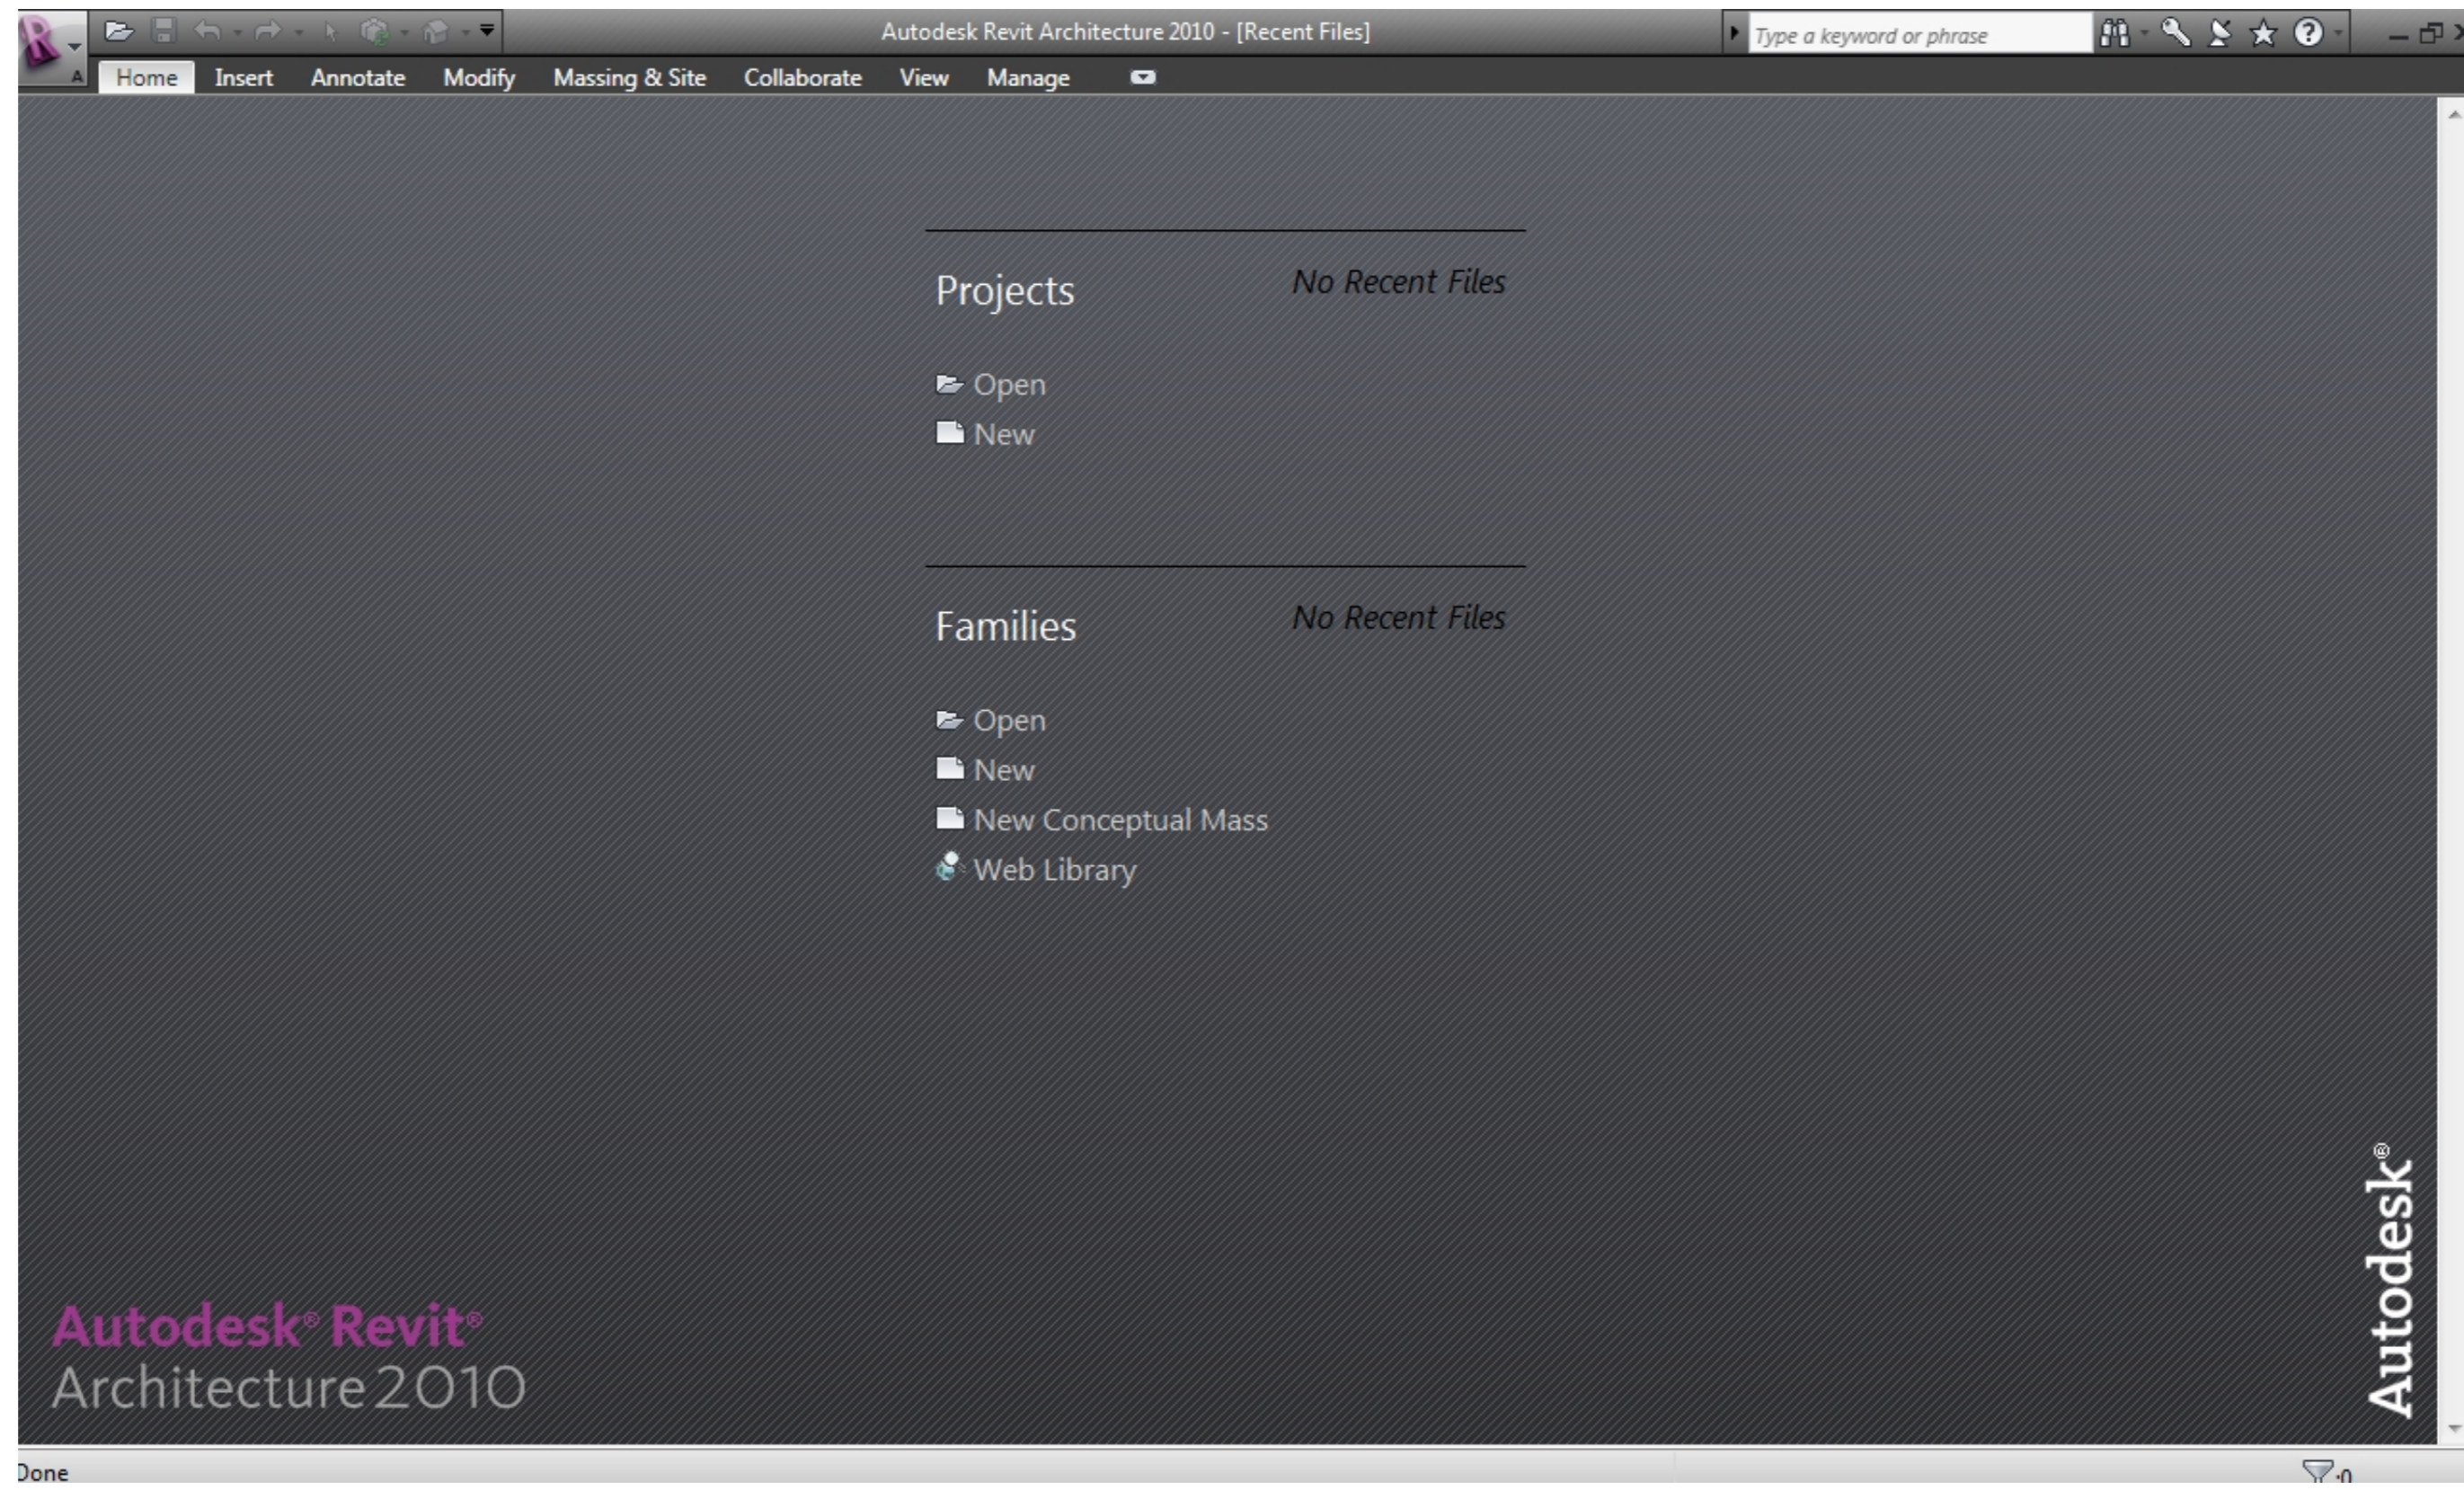 Autodesk Revit Architecture 2010 - [Recent Files]
Type a keyword or phrase
A Home Insert Annotate Modify Massing & Site Collaborate View Manage
Projects
No Recent Files
Open
New
Families
No Recent Files
Open
New
New Conceptual Mass
Web Library
Autodesk®
Autodesk® Revit®
Architecture 2010
Done
:0